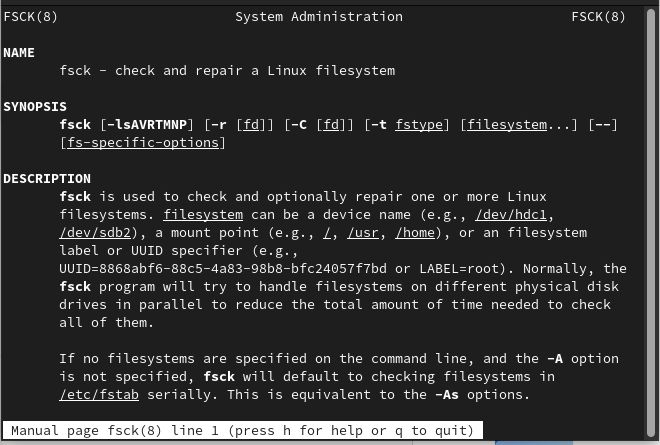 FSCK(8) System Administration FSCK(8)
NAME
fsck - check and repair a Linux filesystem
SYNOPSIS
fsck [-lsAVRTMNP] [-r [fd]] [-C [fd]] [-t fstype] [filesystem...] [--]
[fs-specific-options]
DESCRIPTION
fsck is used to check and optionally repair one or more Linux
filesystems. filesystem can be a device name (e.g., /dev/hdc1,
/dev/sdb2), a mount point (e.g., /, /usr, /home), or an filesystem
label or UUID specifier (e.g.,
UUID=8868abf6-88c5-4a83-98b8-bfc24057f7bd or LABEL=root). Normally, the
fsck program will try to handle filesystems on different physical disk
drives in parallel to reduce the total amount of time needed to check
all of them.
If no filesystems are specified on the command line, and the -A option
is not specified, fsck will default to checking filesystems in
/etc/fstab serially. This is equivalent to the -As options.
Manual page fsck(8) line 1 (press h for help or q to quit)